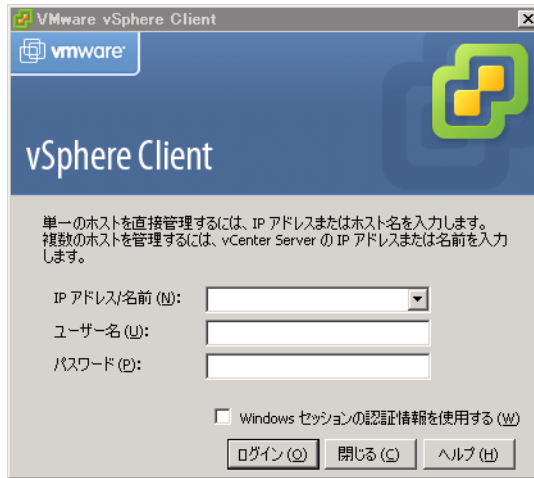 VMware vSphere Client
vmware
vSphere Client
単一のホストを直接管理するには、IP アドレスまたはホスト名を入力します。
複数のホストを管理するには、vCenter Server の IP アドレスまたは名前を入力
します。
IP アドレス/名前 (N):
ユーザー名 (U):
パスワード (P):
Windows セッションの認証情報を使用する (W)
ログイン (O) 閉じる (C) ヘルプ (H)